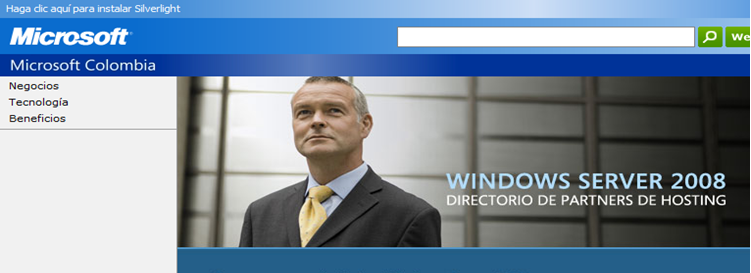 Haga clic aquí para instalar Silverlight
Microsoft
We
Microsoft Colombia
Negocios
Tecnología
Beneficios
WINDOWS SERVER 2008
DIRECTORIO DE PARTNERS DE HOSTING